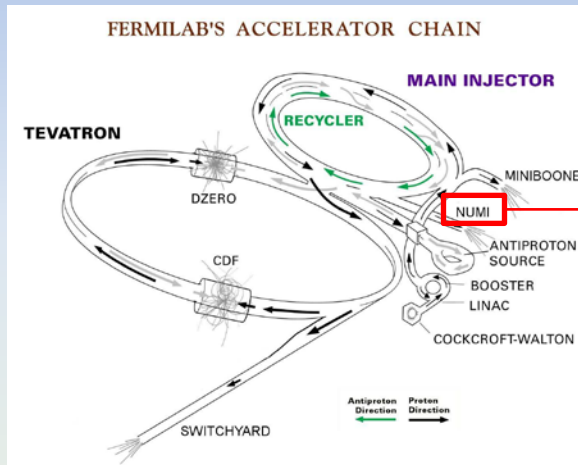 FERMILAB'S ACCELERATOR CHAIN
MAIN INJECTOR
RECYCLER
TEVATRON
MINIBOONE
DZERO
NUMI
ANTIPROTON
SOURCE
CDF
BOOSTER
LINAC
COCKCROFT-WALTON
Antiproton
Direction
Proton
Direction
SWITCHYARD